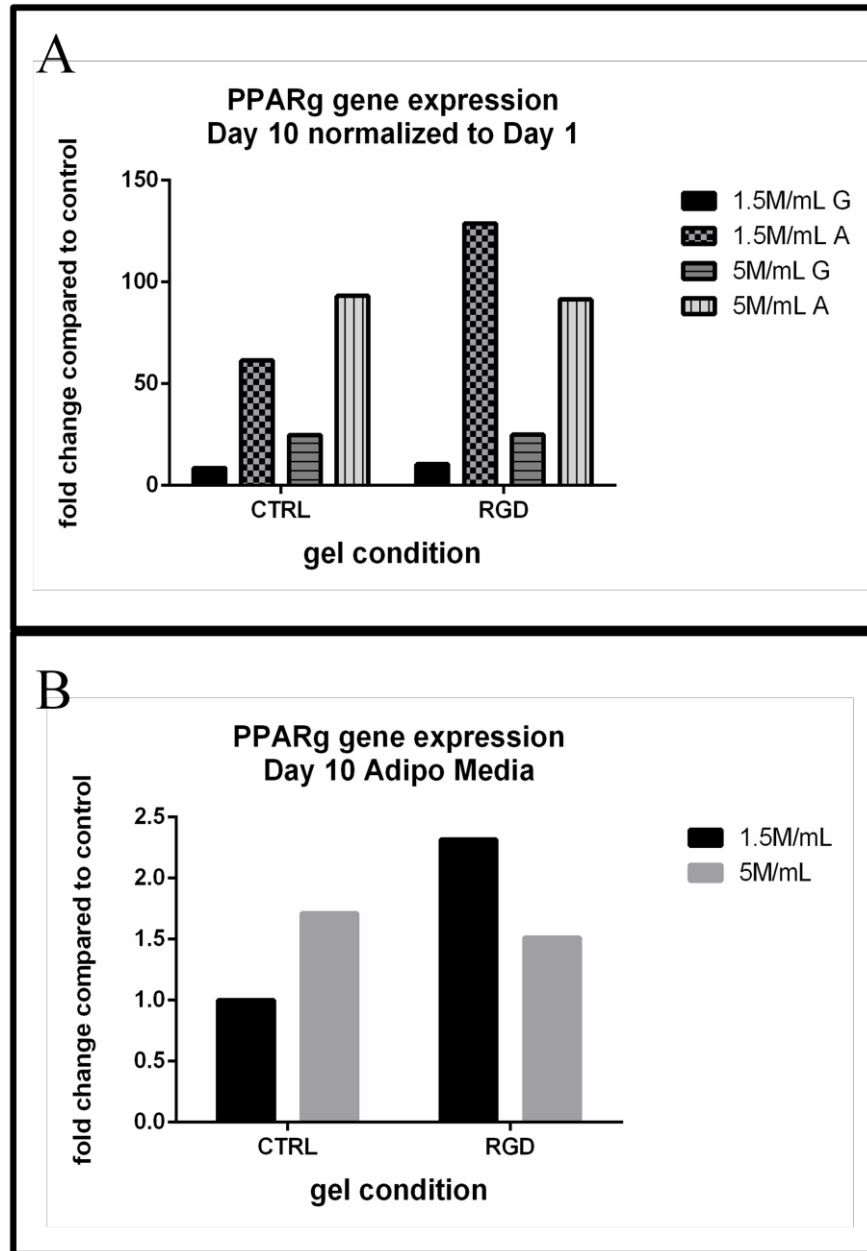 A
PPARg gene expression
Day 10 normalized to Day 1
fold change compared to control
150
100
50
0
CTRL
RGD
gel condition
1.5M/mL G
1.5M/mL A
5M/mL G
5M/mL A
B
PPARg gene expression
Day 10 Adipo Media
fold change compared to control
2.5
2.0
1.5
1.0
0.5
0.0
CTRL
RGD
gel condition
1.5M/mL
5M/mL